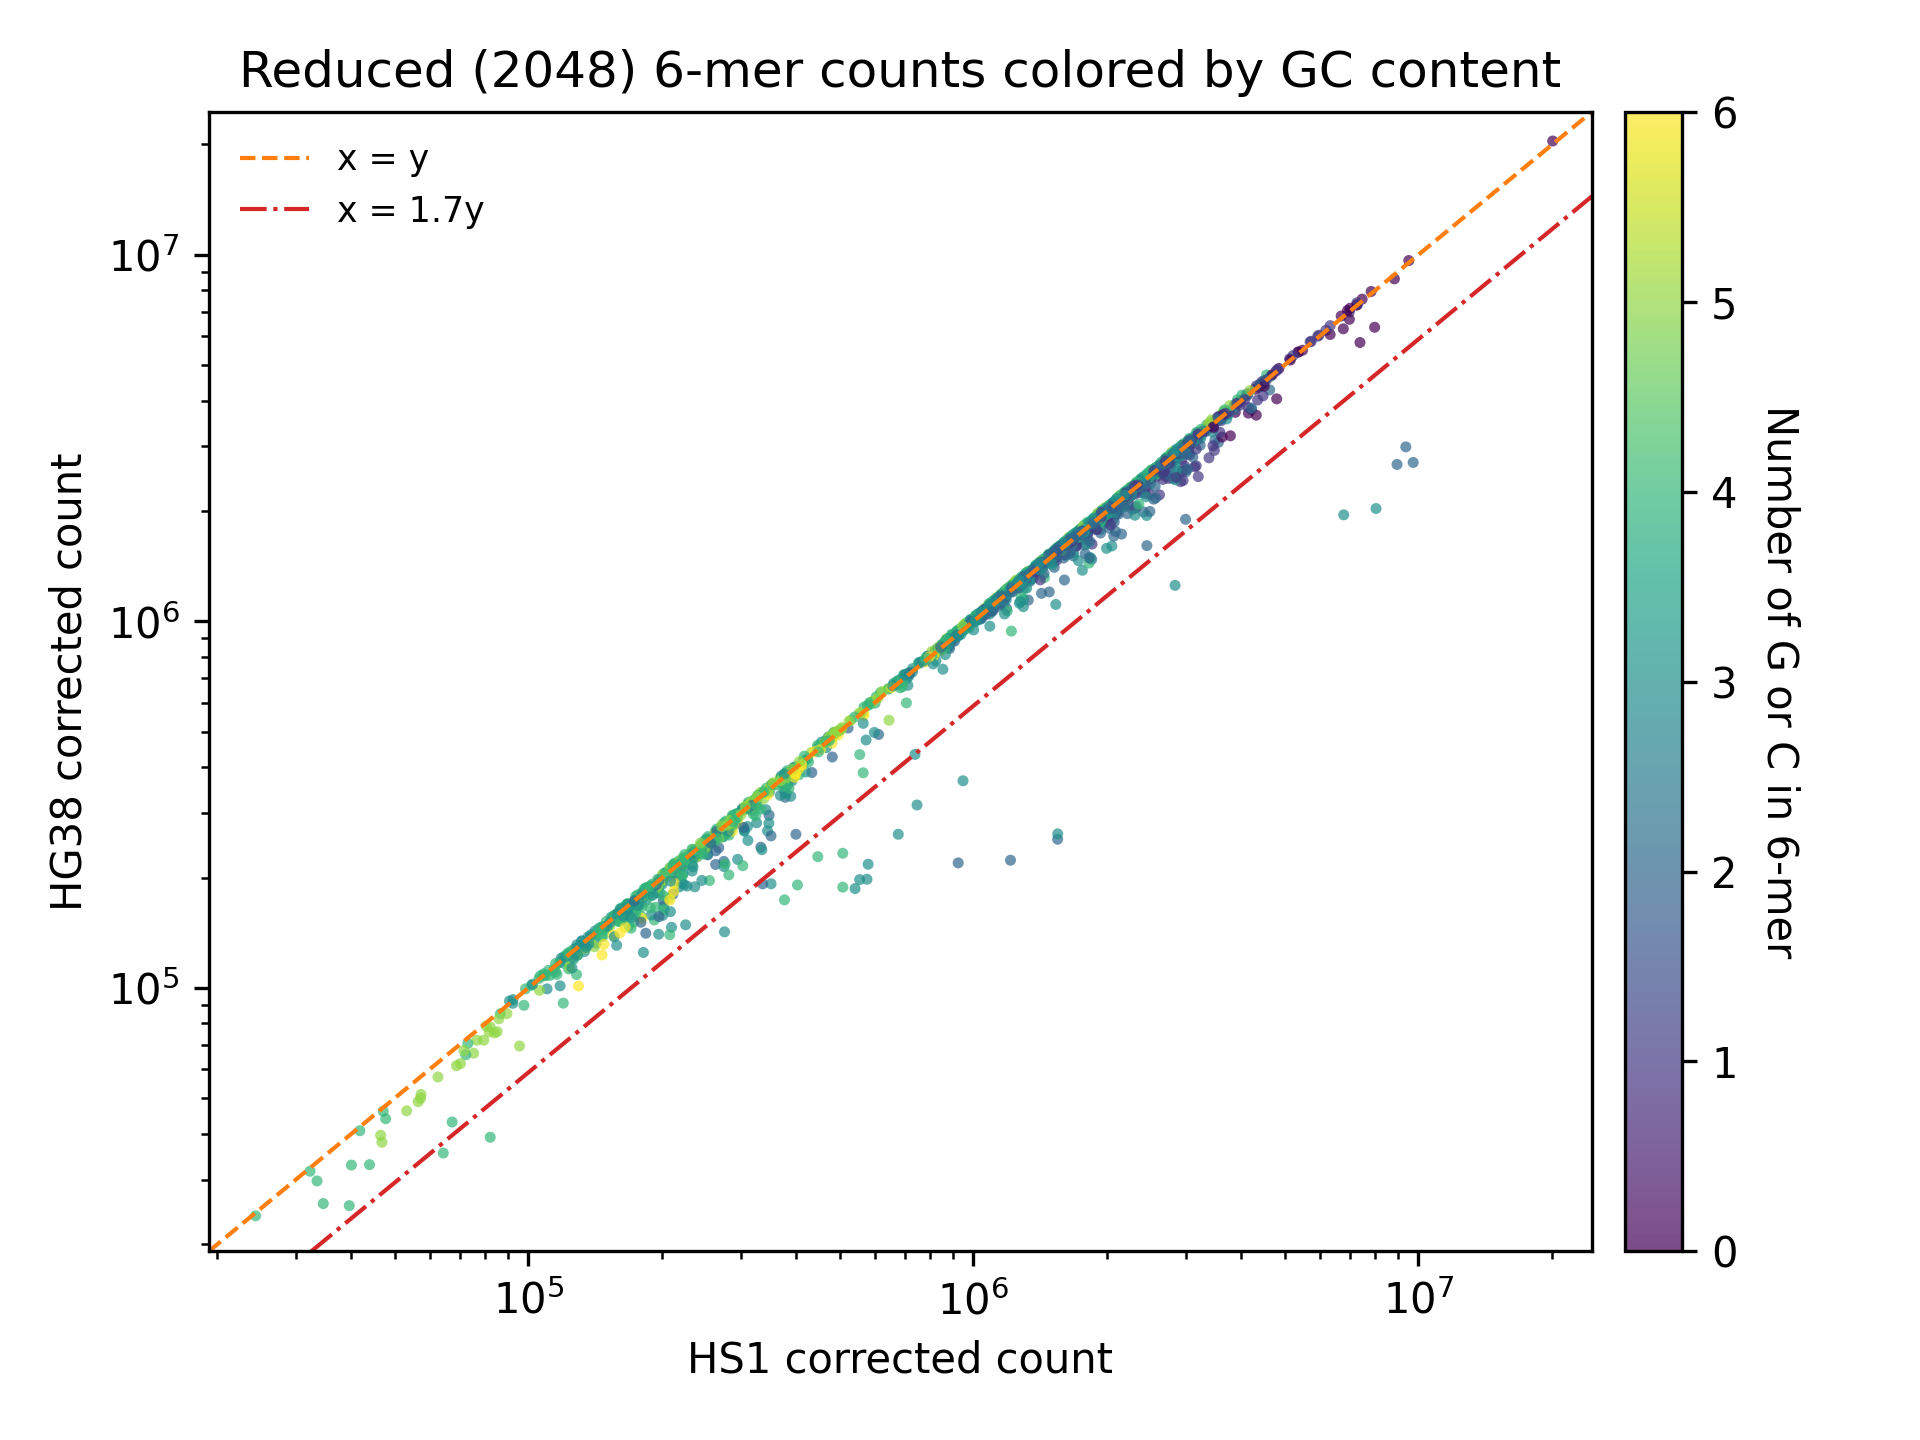 Reduced (2048) 6-mer counts colored by GC content
x = y
x = 1.7y
HG38 corrected count
10^7
10^6
10^5
10^5
10^6
10^7
HS1 corrected count
6
5
4
3
2
1
0
Number of G or C in 6-mer